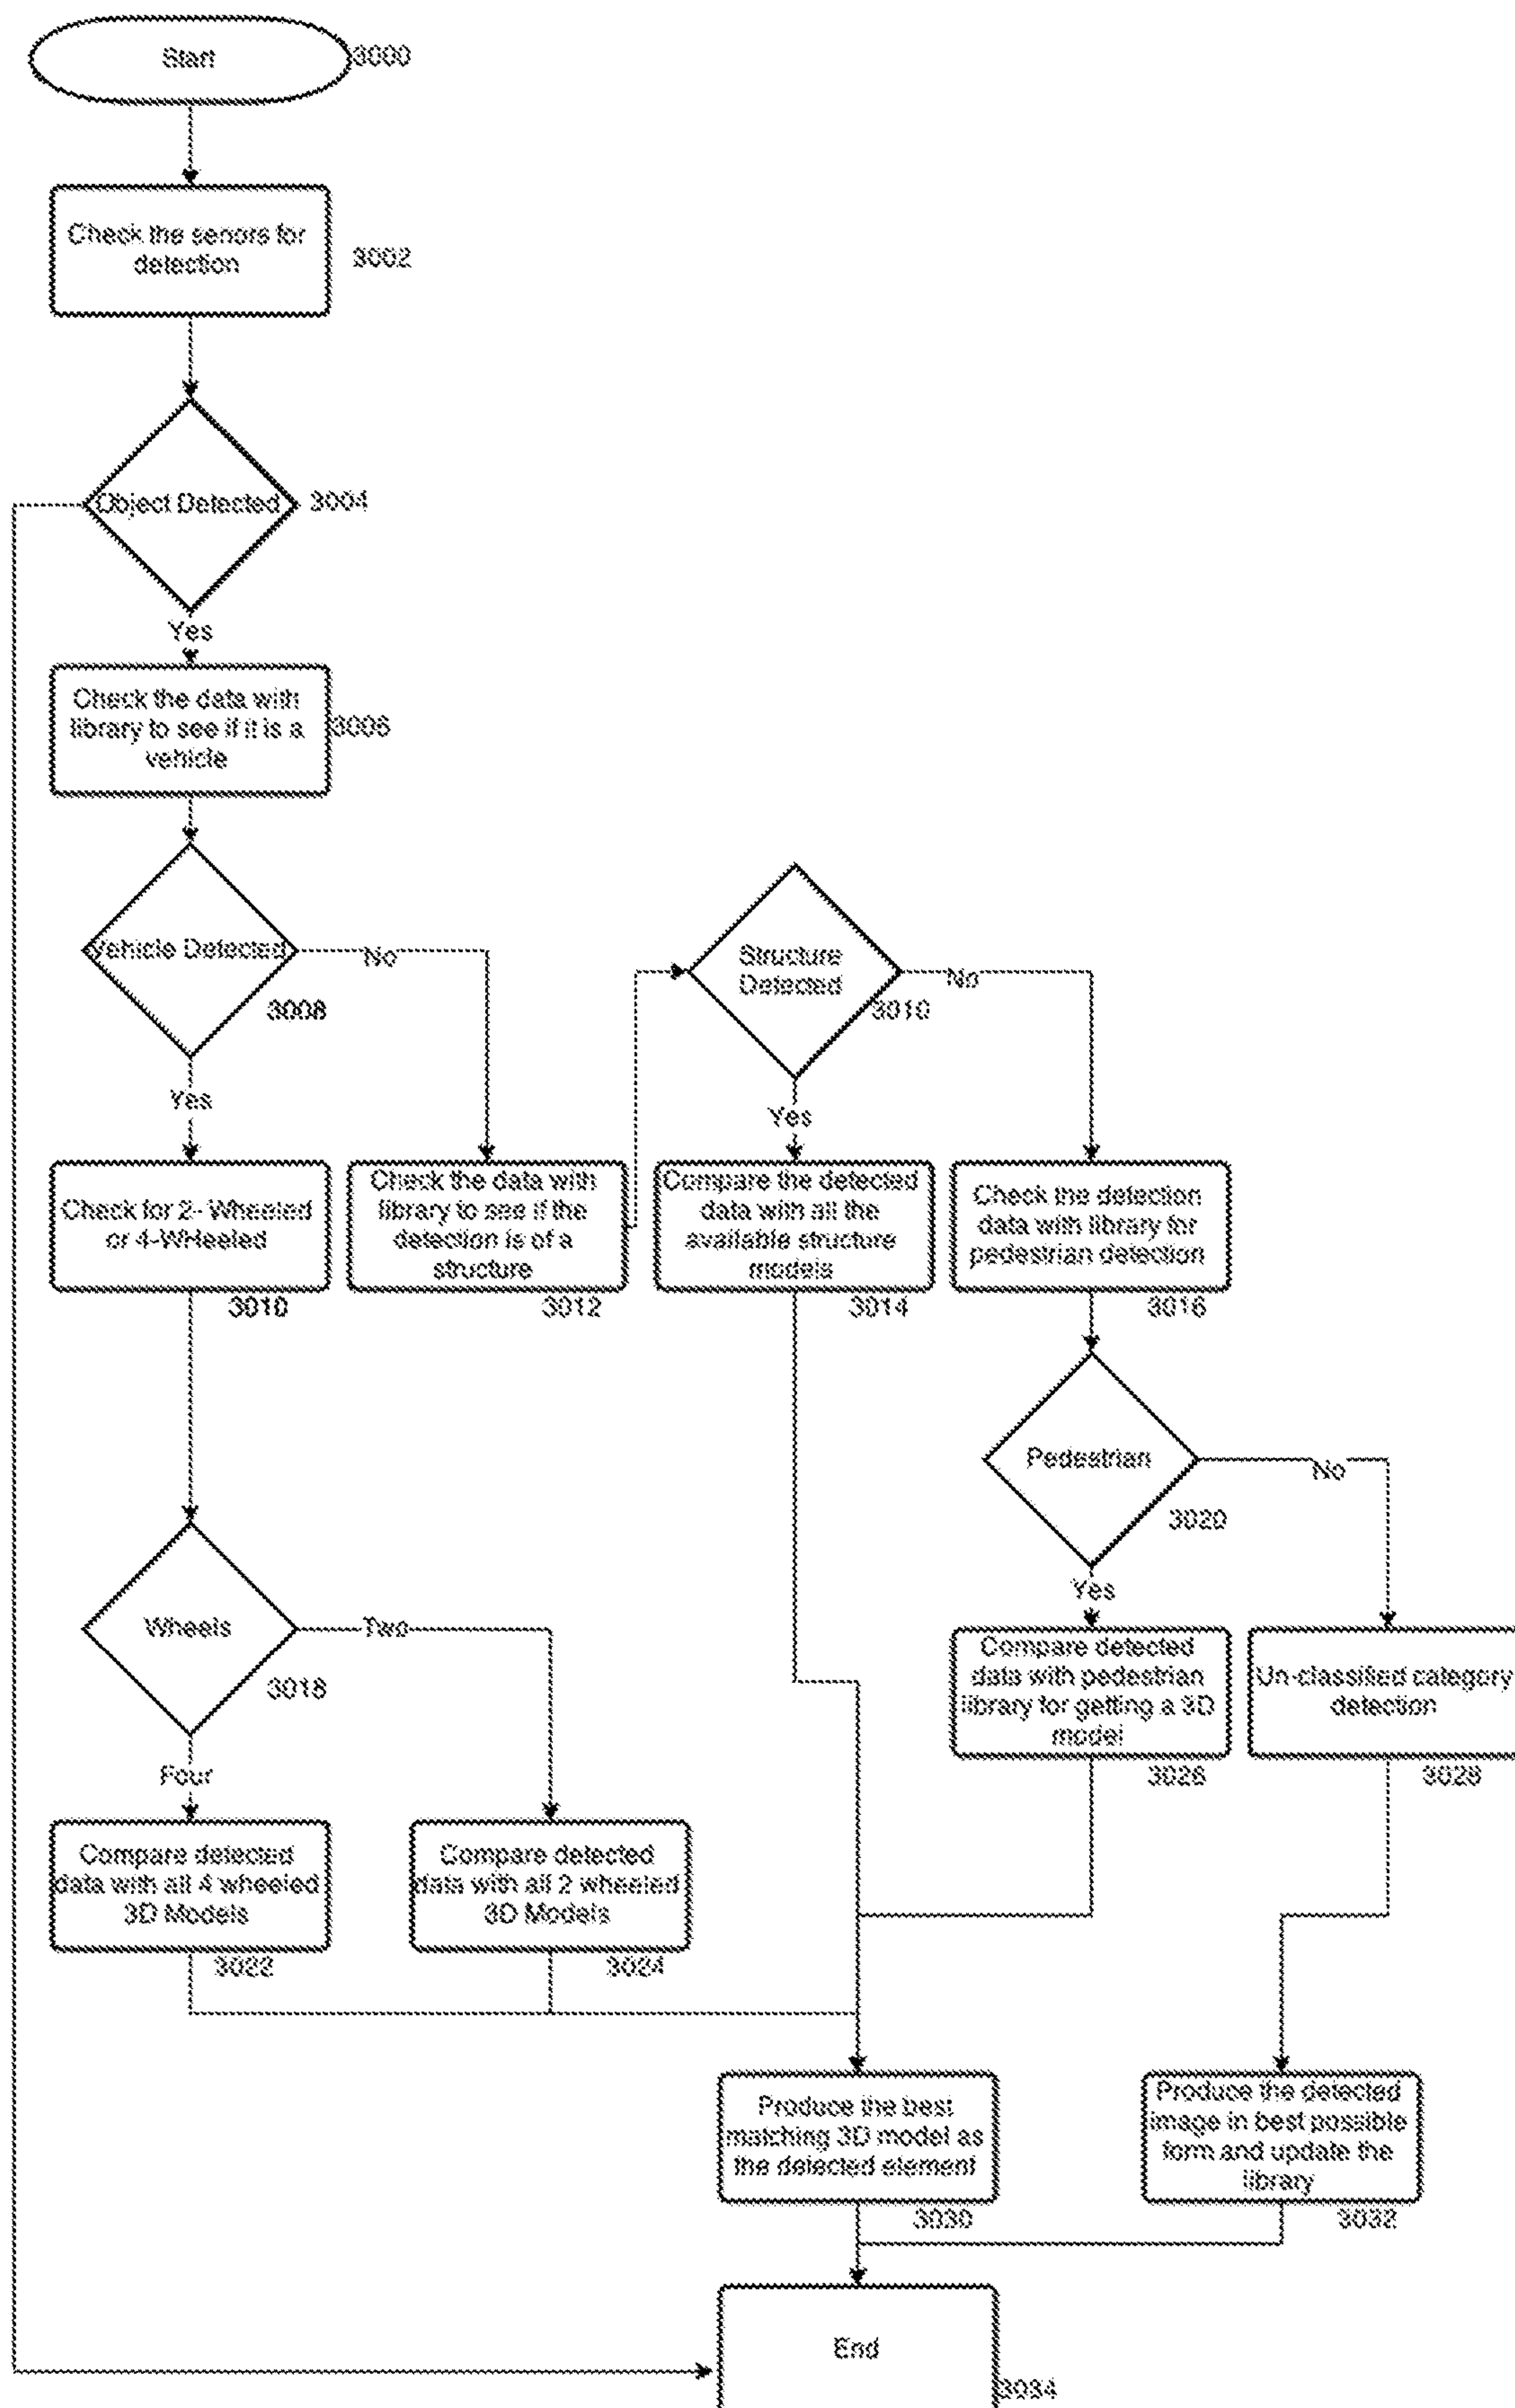 Start
3000
Check the senors for
detection
3002
Object Detected
3004
Yes
Check the data with
library to see if it is a
vehicle
3006
Vehicle Detected
No
3008
Yes
Structure
Detected
No
3010
Yes
Check for 2- Wheeled
or 4-WHeeled
3010
Check the data with
library to see if the
detection is of a
structure
3012
Compare the detected
data with all the
available structure
models
3014
Check the detection
data with library for
pedestrian detection
3016
Pedestrian
No
3020
Yes
Wheels
Two
3018
Four
Compare detected
data with pedestrian
library for getting a 3D
model
3026
Un-classified category
detection
3028
Compare detected
data with all 4 wheeled
3D Models
3022
Compare detected
data with all 2 wheeled
3D Models
3024
Produce the best
matching 3D model as
the detected element
3030
Produce the detected
image in best possible
form and update the
library
3032
End
3034